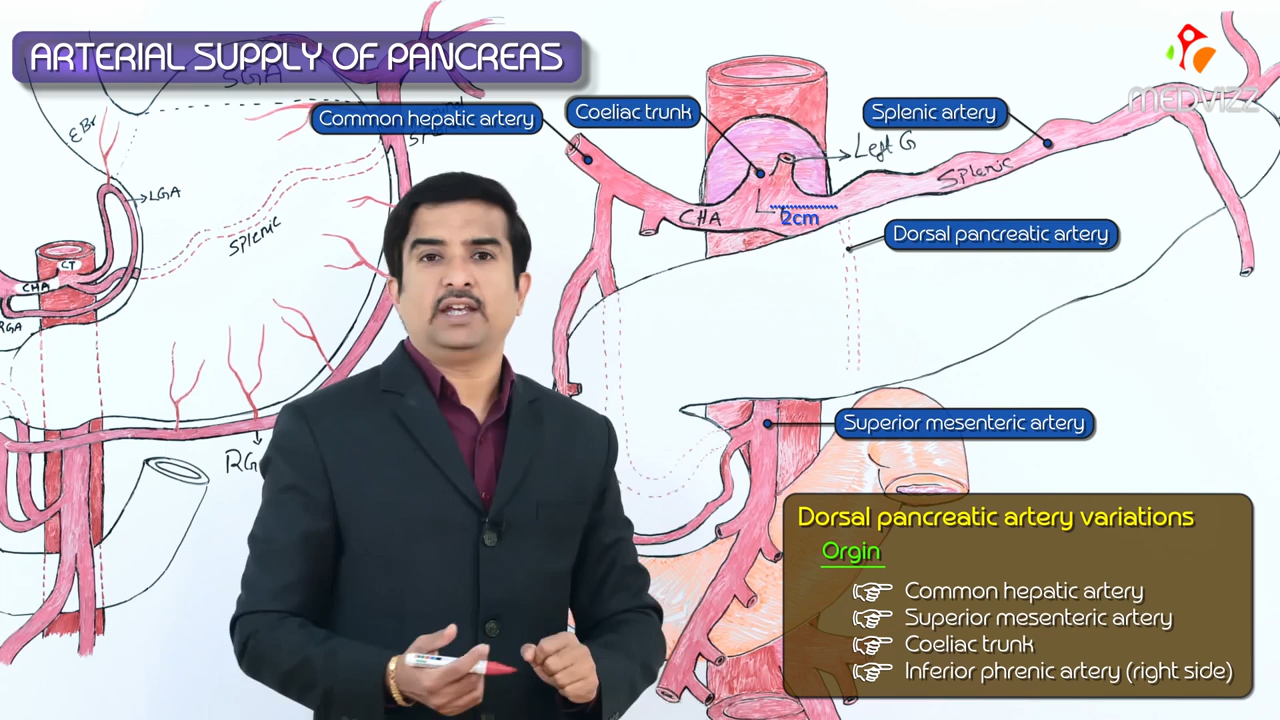 ARTERIAL SUPPLY OF PANCREAS
MEDVIZZ
SGA
Common hepatic artery
Coeliac trunk
Splenic artery
Left G
Splenic
EBr
LGA
Splenic
CT
CHA
RGA
CHA
2cm
Dorsal pancreatic artery
Superior mesenteric artery
RG
Dorsal pancreatic artery variations
Orgin
Common hepatic artery
Superior mesenteric artery
Coeliac trunk
Inferior phrenic artery (right side)